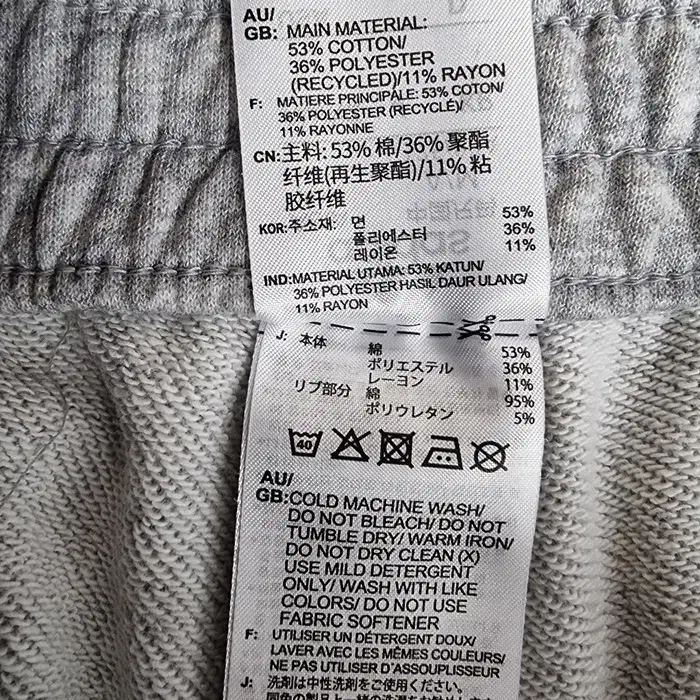 AU/
GB: MAIN MATERIAL:
53% COTTON/
36% POLYESTER
(RECYCLED)/11% RAYON
F: MATIERE PRINCIPALE: 53% COTON/
36% POLYESTER (RECYCLÉ)/
11% RAYONNE
CN:主料: 53% 棉/36% 聚酯
纤维(再生聚酯)/11% 粘
胶纤维
KOR:주소재: 면 53%
폴리에스터 36%
레이온 11%
IND:MATERIAL UTAMA: 53% KATUN/
36% POLYESTER HASIL DAUR ULANG/
11% RAYON
J: 本体 綿 53%
ポリエステル 36%
レーヨン 11%
リブ部分 綿 95%
ポリウレタン 5%
40
AU/
GB:COLD MACHINE WASH/
DO NOT BLEACH/ DO NOT
TUMBLE DRY/ WARM IRON/
DO NOT DRY CLEAN (X)
USE MILD DETERGENT
ONLY/ WASH WITH LIKE
COLORS/ DO NOT USE
FABRIC SOFTENER
F: UTILISER UN DÉTERGENT DOUX/
LAVER AVEC LES MÊMES COULEURS/
NE PAS UTILISER D'ASSOUPLISSEUR
J: 洗剤は中性洗剤をご使用ください。